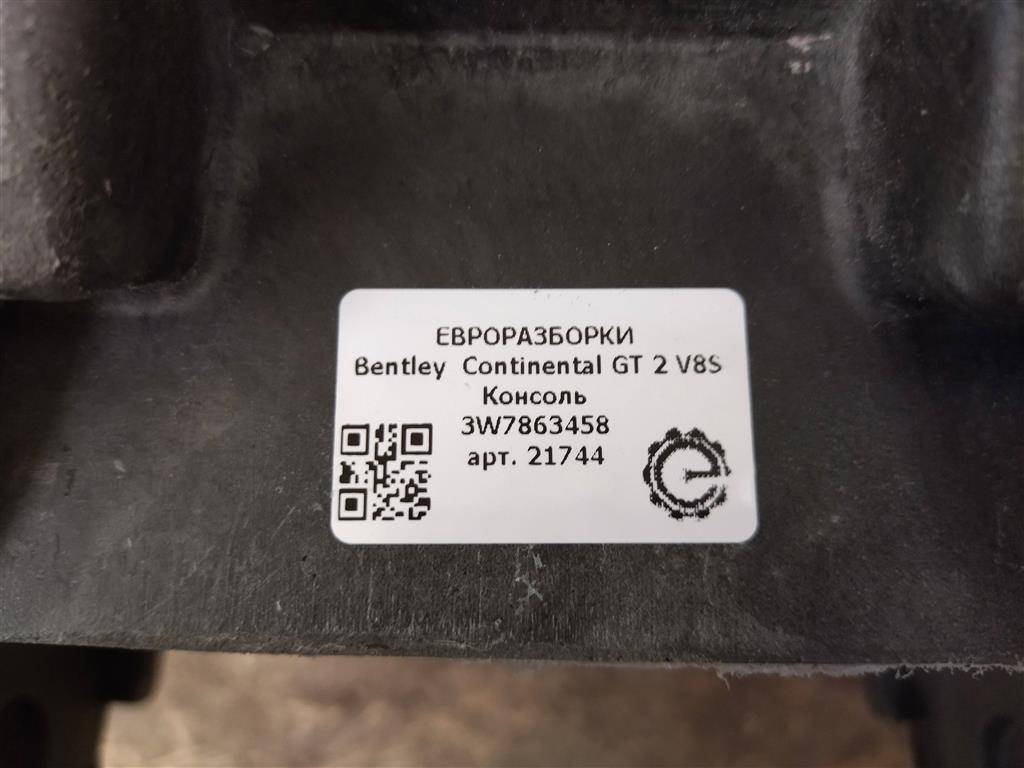 ЕВРОРАЗБОРКИ
Bentley Continental GT 2 V8S
Консоль
3W7863458
арт. 21744